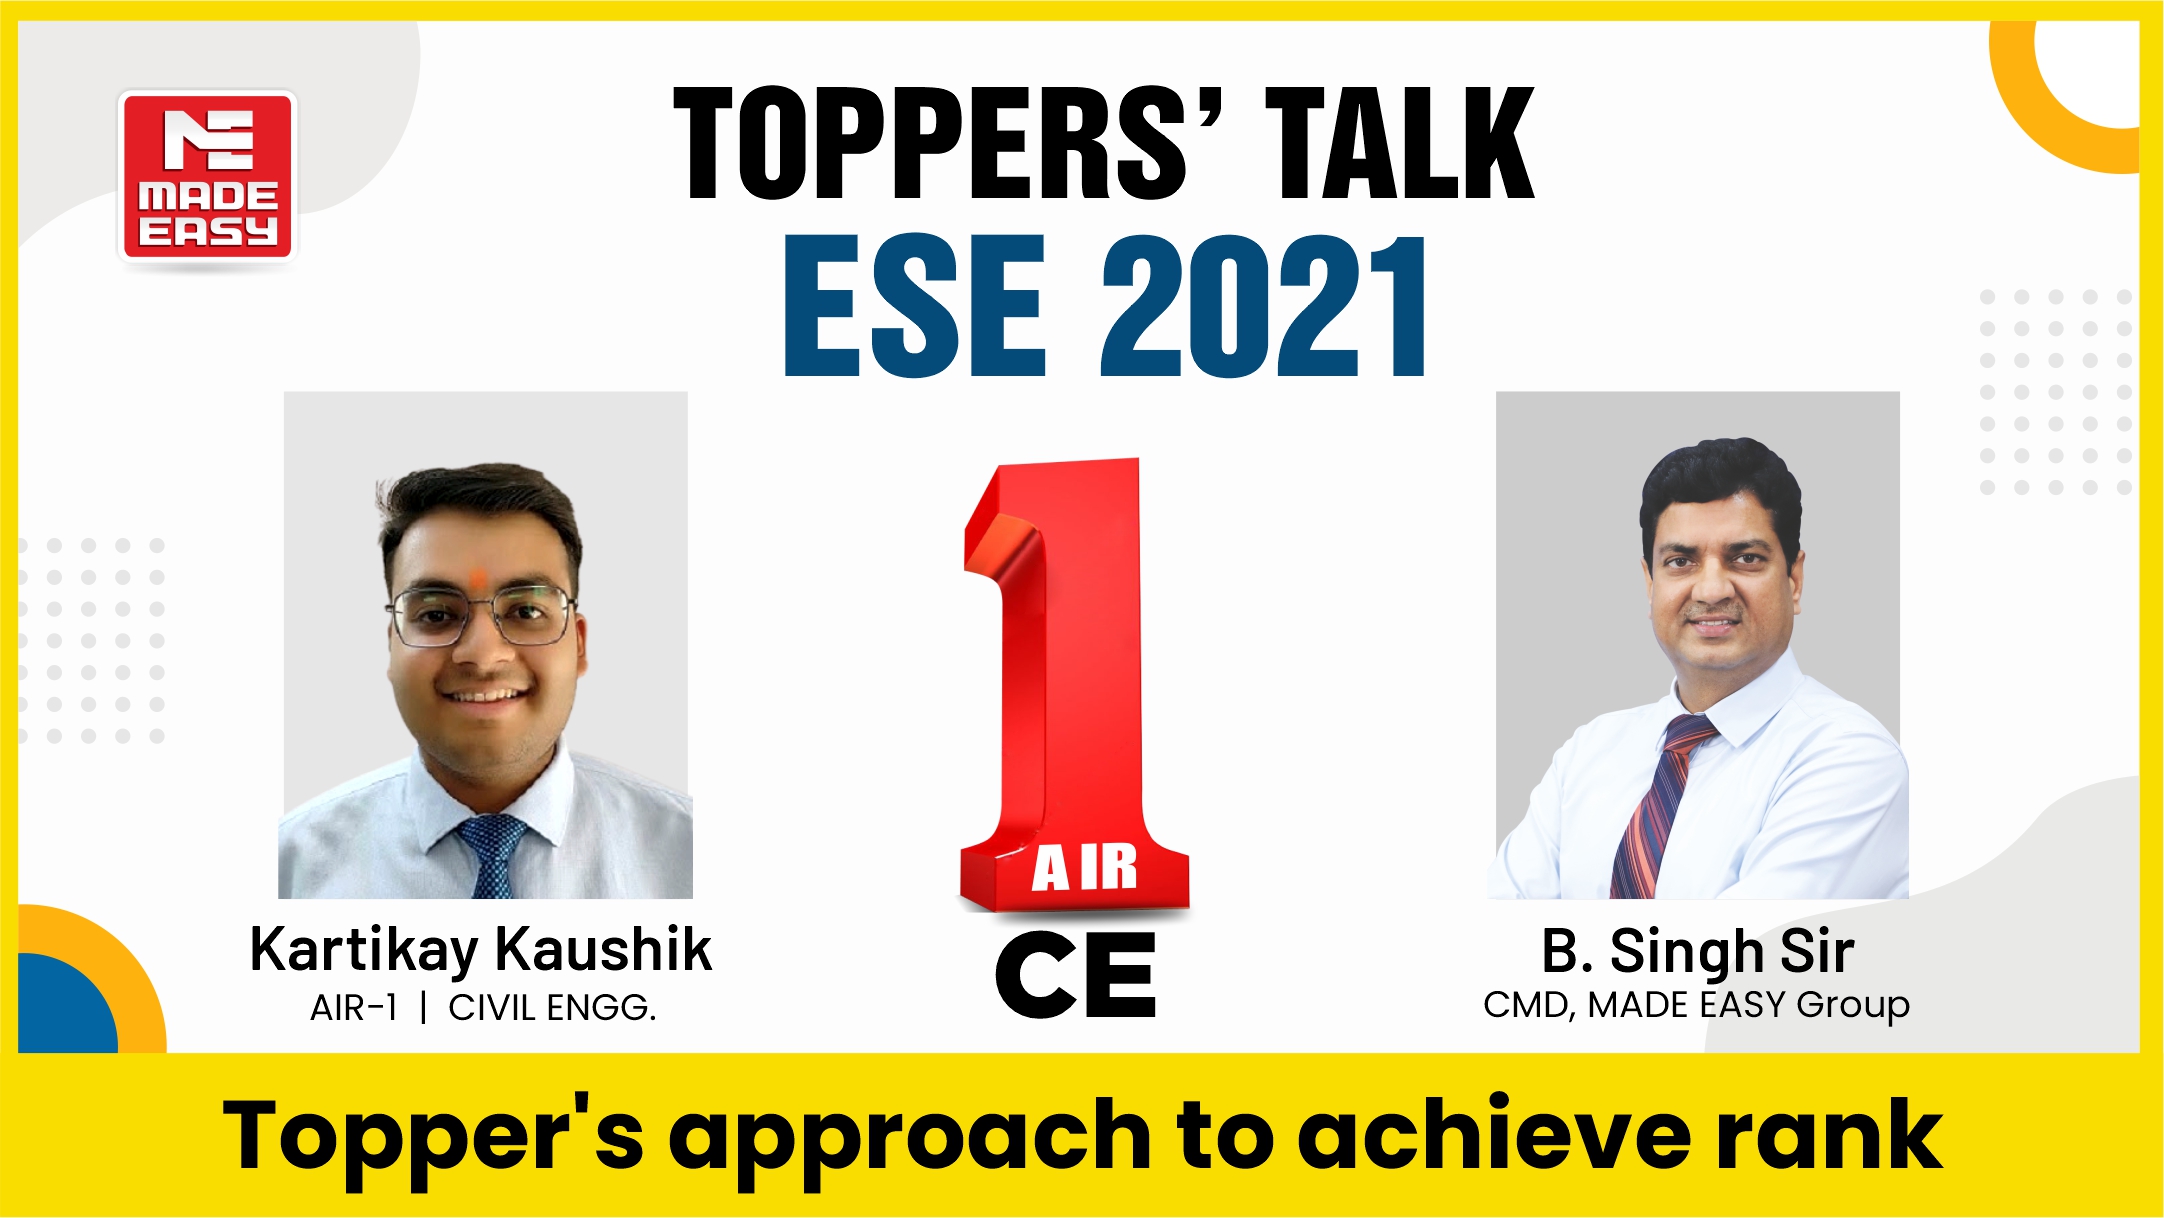 MADE
EASY
TOPPERS’ TALK
ESE 2021
1
AIR
CE
Kartikay Kaushik
AIR-1 | CIVIL ENGG.
B. Singh Sir
CMD, MADE EASY Group
Topper's approach to achieve rank